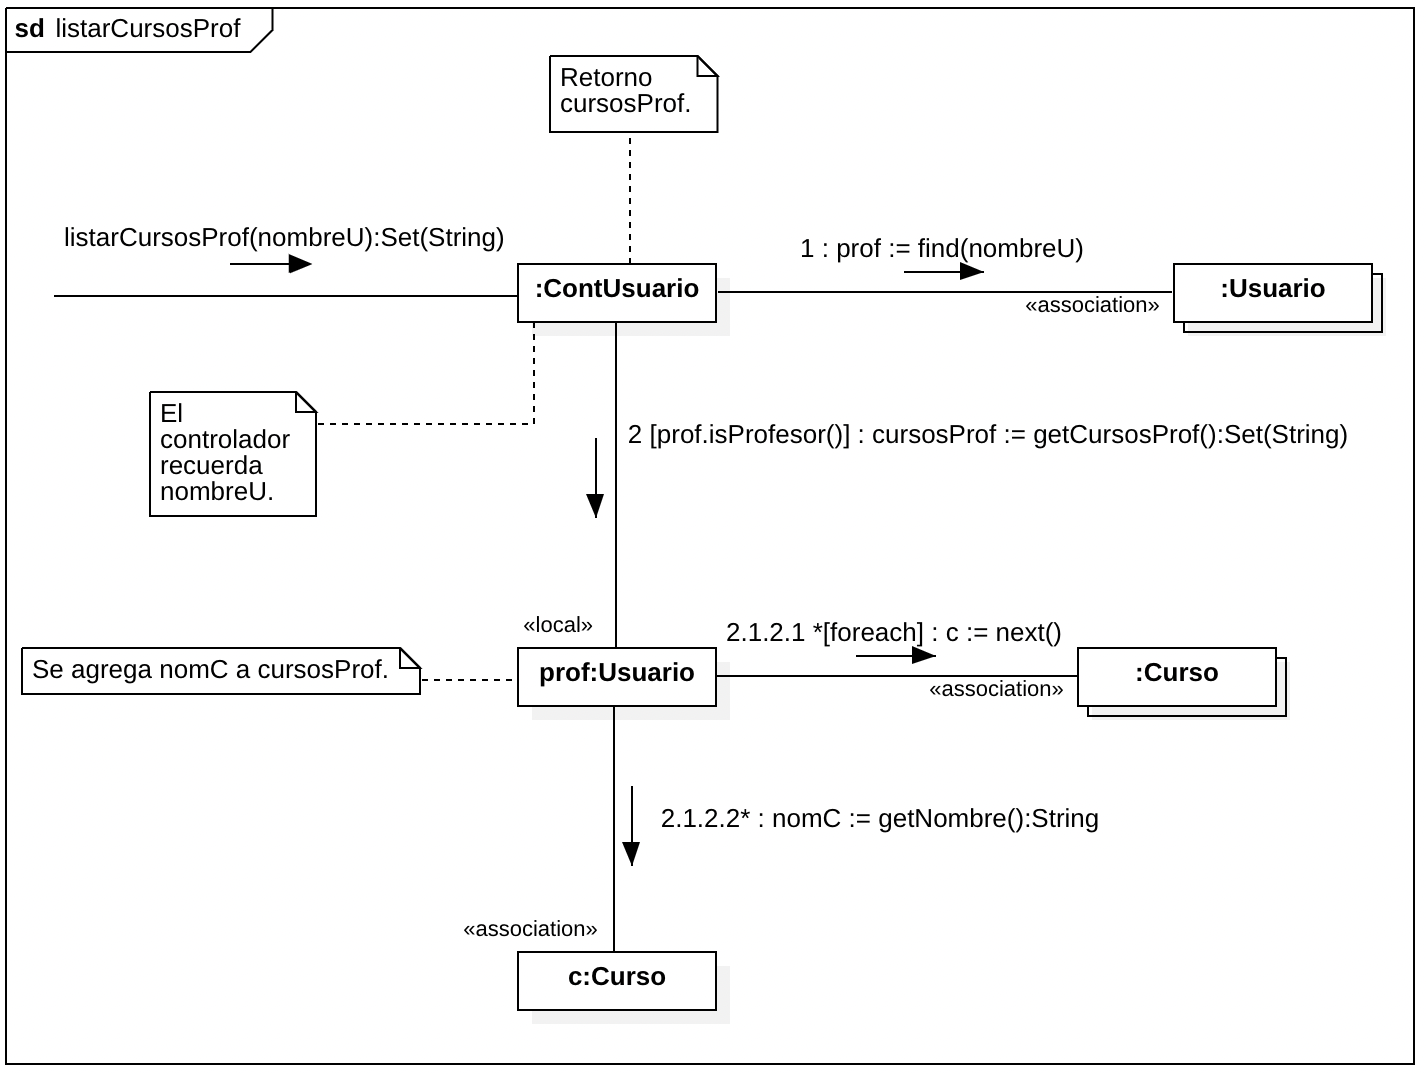 sd listarCursosProf
Retorno
cursosProf.
listarCursosProf(nombreU):Set(String)
1 : prof := find(nombreU)
:ContUsuario
:Usuario
«association»
El
controlador
recuerda
nombreU.
2 [prof.isProfesor()] : cursosProf := getCursosProf():Set(String)
«local»
2.1.2.1 *[foreach] : c := next()
Se agrega nomC a cursosProf.
prof:Usuario
:Curso
«association»
2.1.2.2* : nomC := getNombre():String
«association»
c:Curso